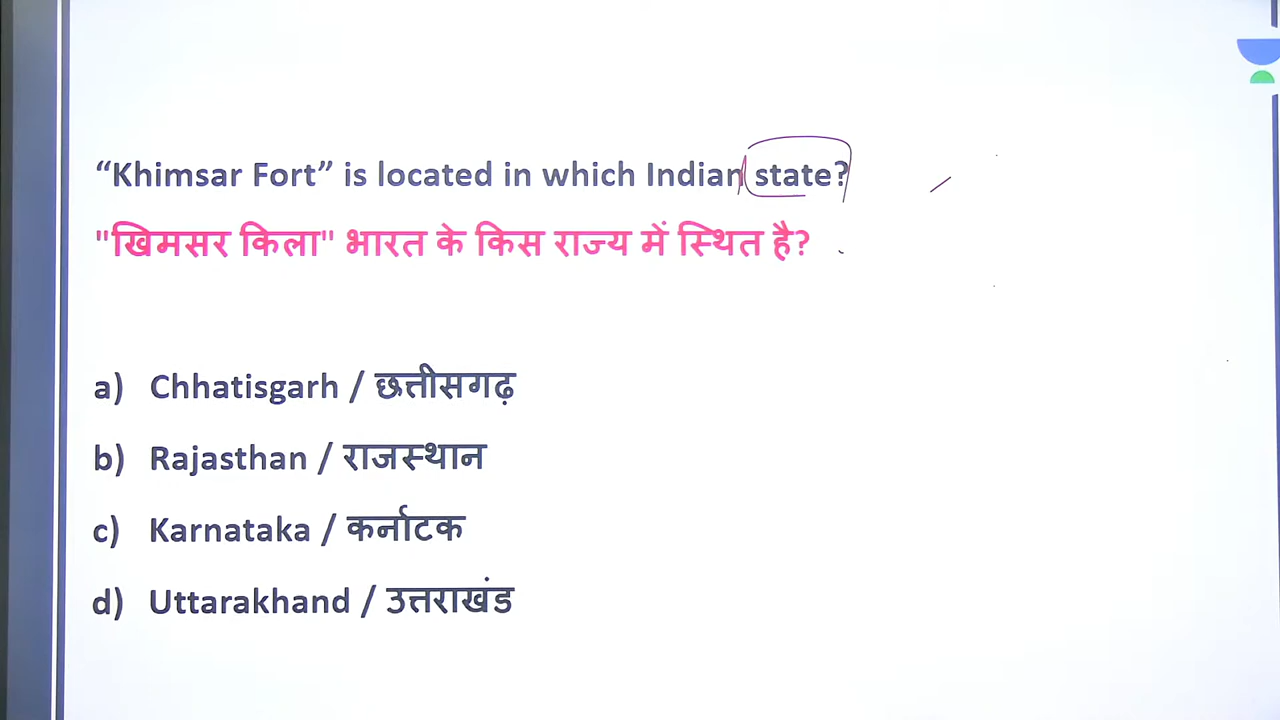 “Khimsar Fort” is located in which Indian state?
"खिमसर किला" भारत के किस राज्य में स्थित है?
a) Chhatisgarh / छत्तीसगढ़
b) Rajasthan / राजस्थान
c) Karnataka / कर्नाटक
d) Uttarakhand / उत्तराखंड